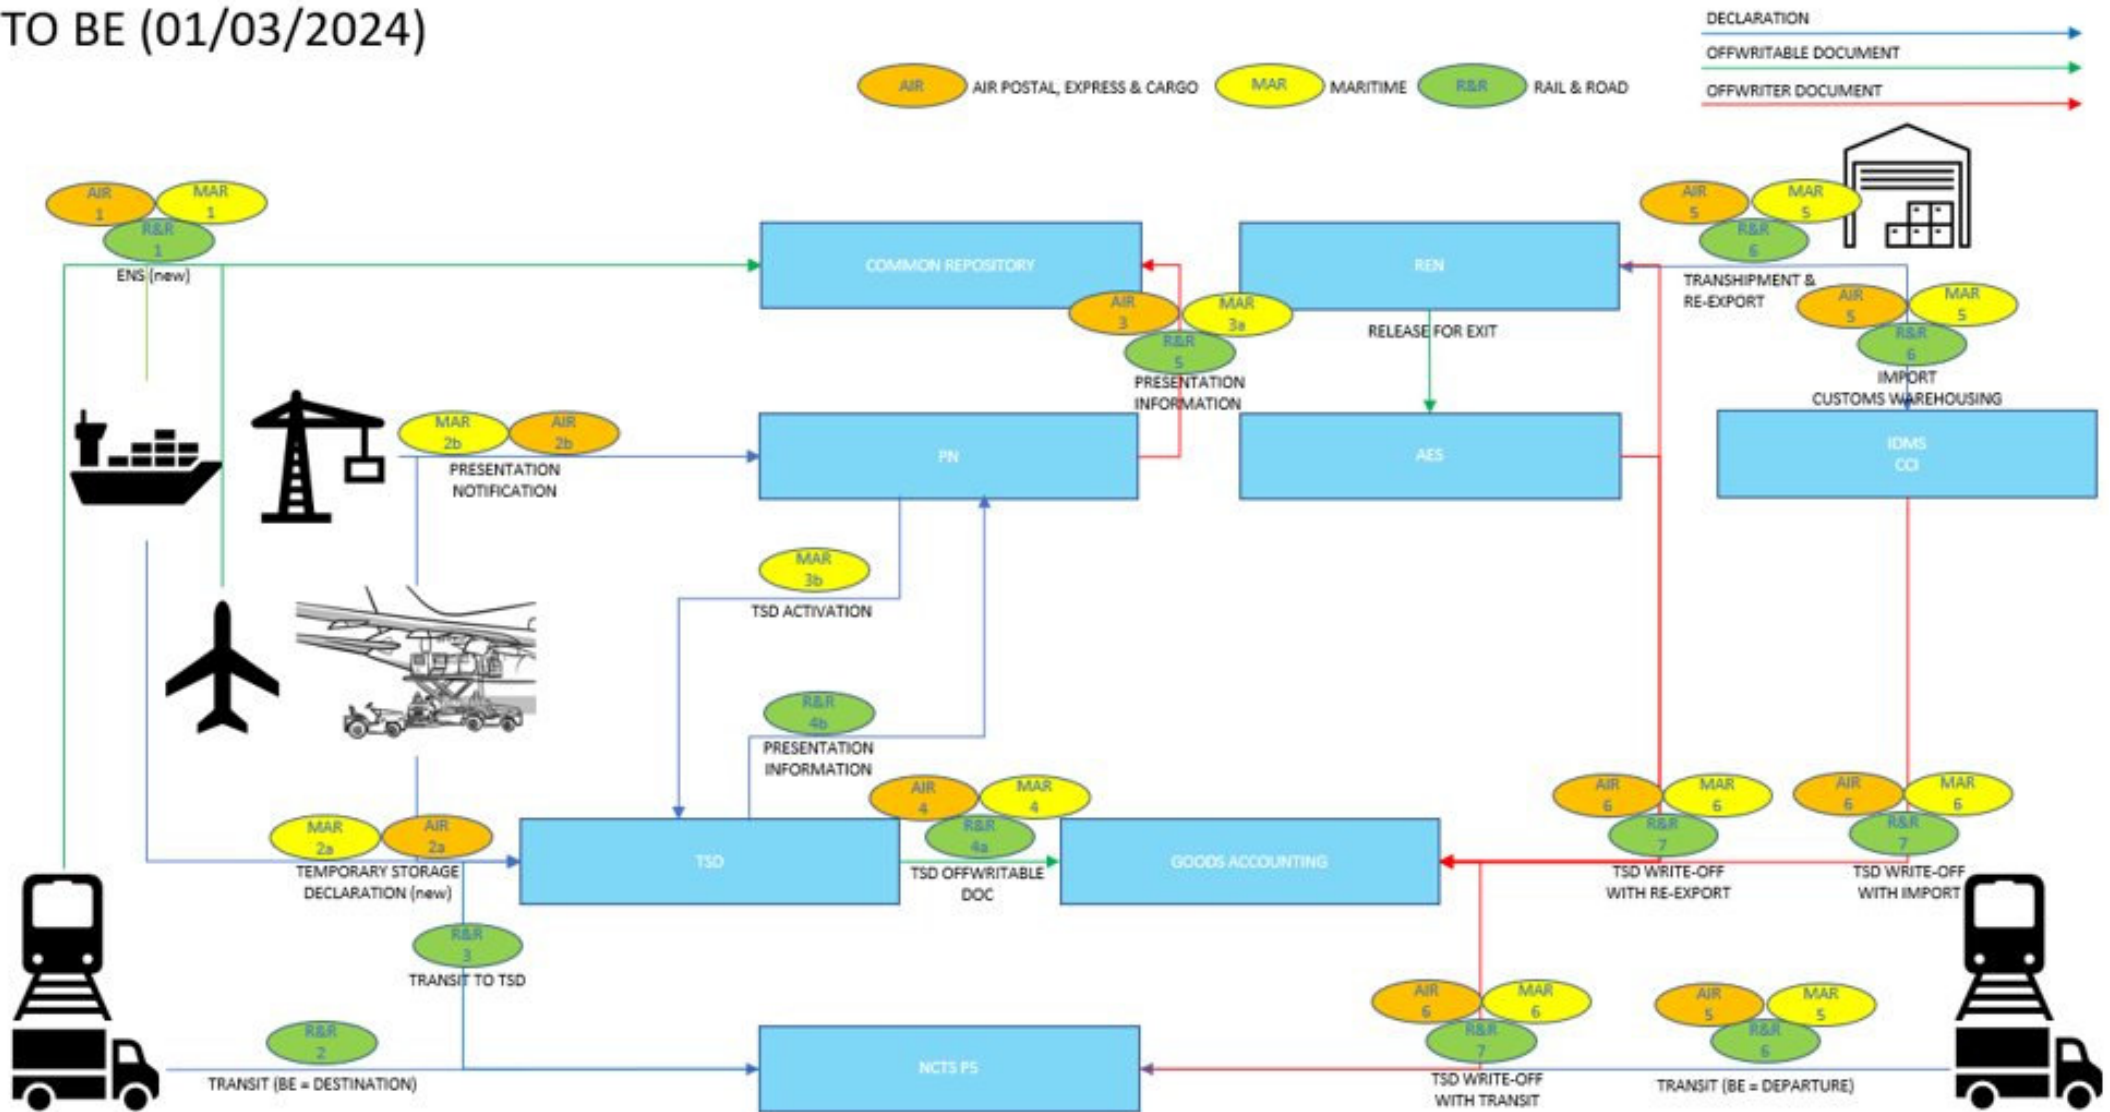 TO BE (01/03/2024)
DECLARATION
OFFWRITABLE DOCUMENT
OFFWRITER DOCUMENT
AIR
AIR POSTAL, EXPRESS & CARGO
MAR
MARITIME
R&R
RAIL & ROAD
AIR
1
MAR
1
R&R
1
ENS (new)
COMMON REPOSITORY
REN
AIR
5
MAR
5
R&R
6
TRANSHIPMENT &
RE-EXPORT
AIR
3
MAR
3a
R&R
5
PRESENTATION
INFORMATION
RELEASE FOR EXIT
AIR
5
MAR
5
R&R
6
IMPORT
CUSTOMS WAREHOUSING
MAR
2b
AIR
2b
PRESENTATION
NOTIFICATION
PN
AES
IDMS
CCI
MAR
3b
TSD ACTIVATION
R&R
4b
PRESENTATION
INFORMATION
MAR
2a
AIR
2a
TEMPORARY STORAGE
DECLARATION (new)
TSD
AIR
4
MAR
4
R&R
4a
TSD OFFWRITABLE
DOC
GOODS ACCOUNTING
AIR
6
MAR
6
R&R
7
TSD WRITE-OFF
WITH RE-EXPORT
AIR
6
MAR
6
R&R
7
TSD WRITE-OFF
WITH IMPORT
R&R
3
TRANSIT TO TSD
R&R
2
TRANSIT (BE = DESTINATION)
NCTS P5
AIR
6
MAR
6
R&R
7
TSD WRITE-OFF
WITH TRANSIT
AIR
5
MAR
5
R&R
6
TRANSIT (BE = DEPARTURE)